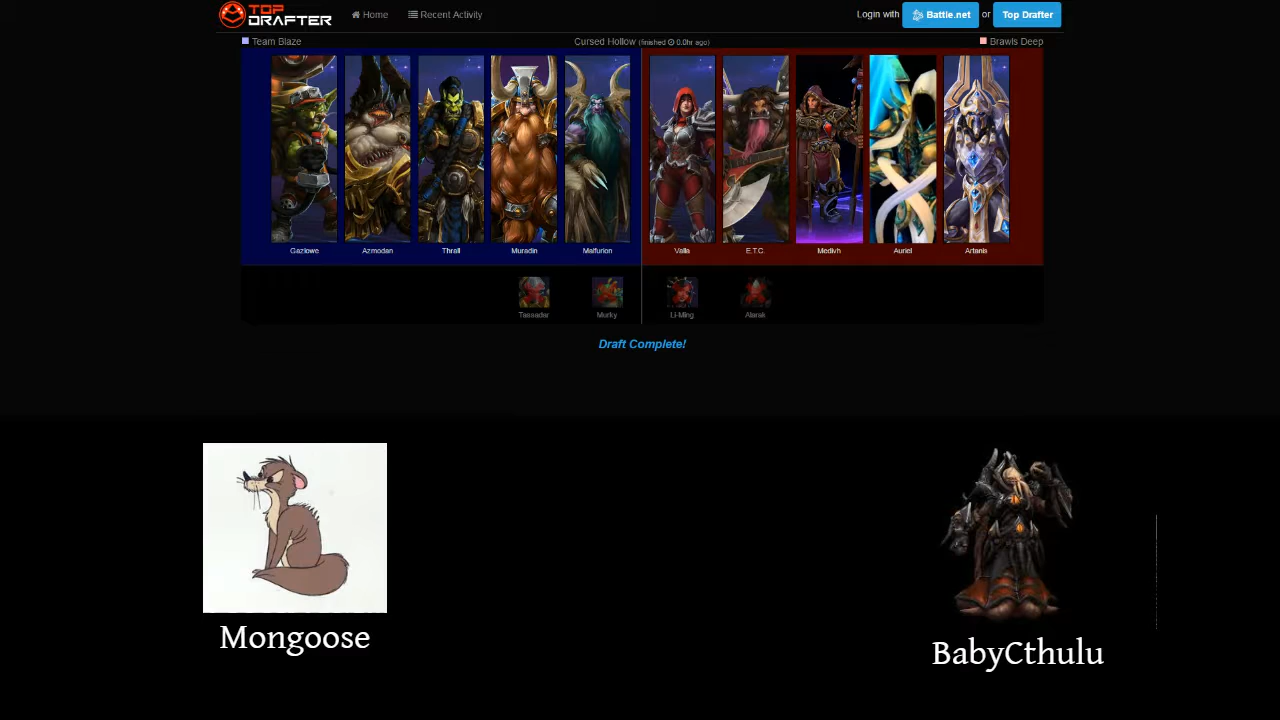 TOP DRAFTER
Home
Recent Activity
Login with Battle.net or Top Drafter
Team Blaze
Cursed Hollow (finished 0.0hr ago)
Brawls Deep
Gazlowe
Azmodan
Thrall
Muradin
Malfurion
Valla
E.T.C.
Medivh
Auriel
Artanis
Tassadar
Murky
Li-Ming
Alarak
Draft Complete!
Mongoose
BabyCthulu